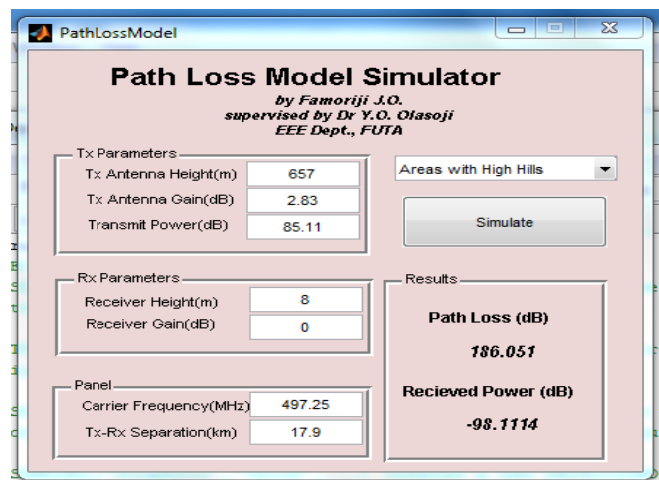 PathLossModel
Path Loss Model Simulator
by Famoriji J.O.
supervised by Dr Y.O. Olasoji
EEE Dept., FUTA
Tx Parameters
Tx Antenna Height(m) 657
Tx Antenna Gain(dB) 2.83
Transmit Power(dB) 85.11
Areas with High Hills
Simulate
Rx Parameters
Receiver Height(m) 8
Receiver Gain(dB) 0
Panel
Carrier Frequency(MHz) 497.25
Tx-Rx Separation(km) 17.9
Results
Path Loss (dB)
186.051
Recieved Power (dB)
-98.1114